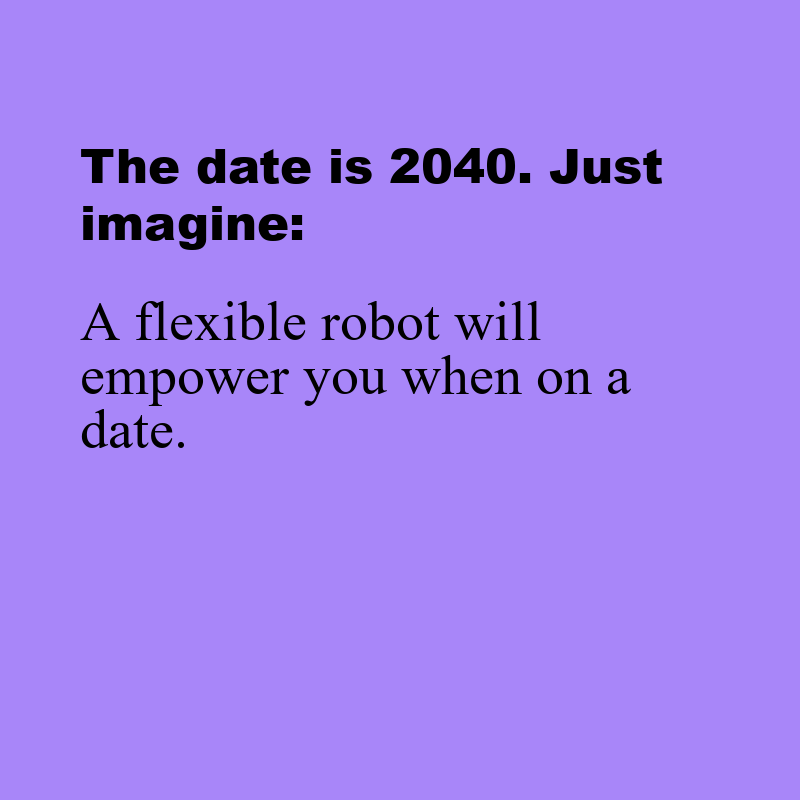 The date is 2040. Just
imagine:
A flexible robot will
empower you when on a
date.